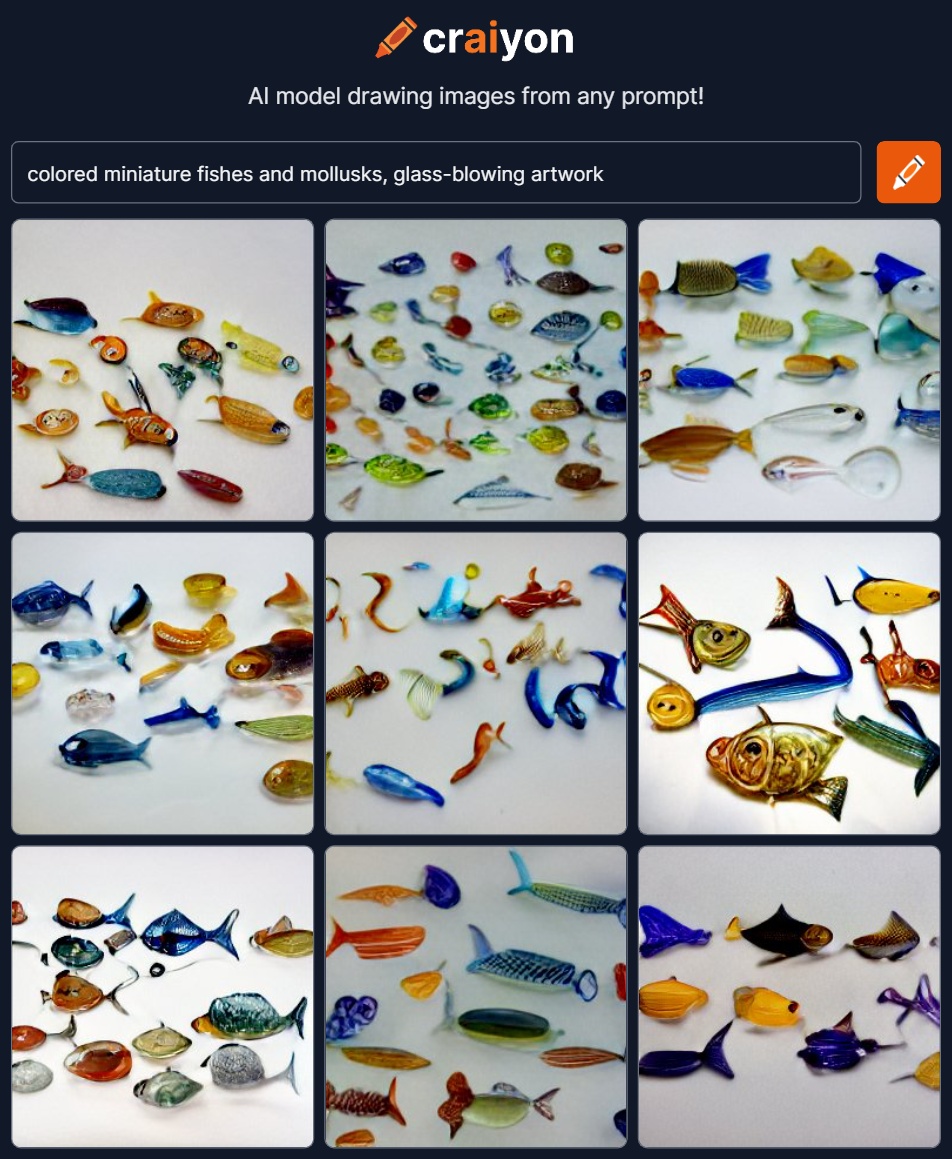 craiyon
AI model drawing images from any prompt!
colored miniature fishes and mollusks, glass-blowing artwork